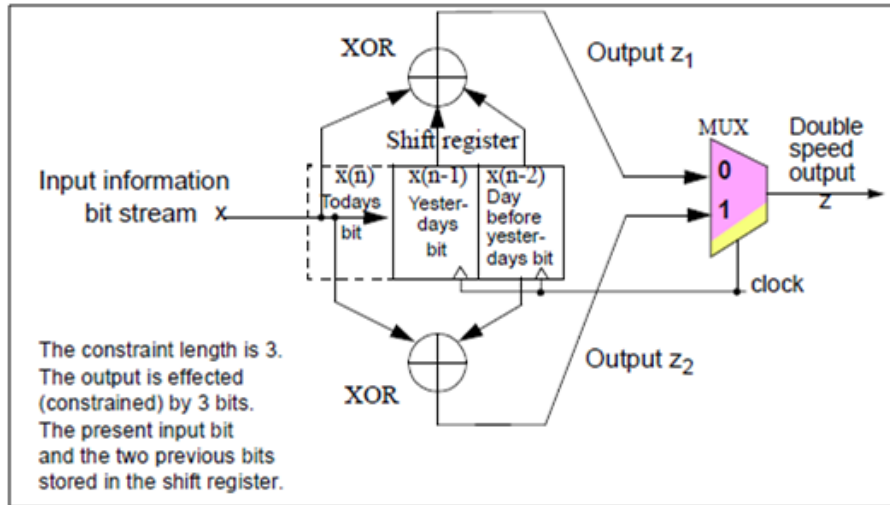 XOR
Output z1
Shift register
MUX
Double
speed
output
z
0
1
Input information
bit stream x
x(n)
Todays
bit
x(n-1)
Yester-
days
bit
x(n-2)
Day
before
yester-
days bit
clock
Output z2
XOR
The constraint length is 3.
The output is effected
(constrained) by 3 bits.
The present input bit
and the two previous bits
stored in the shift register.